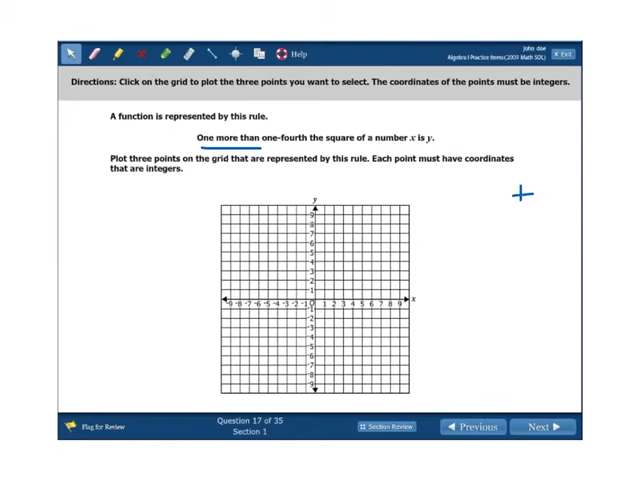 Help
john doe
Algebra I Practice Items (2009 Math SOL)
X Exit
Directions: Click on the grid to plot the three points you want to select. The coordinates of the points must be integers.
A function is represented by this rule.
One more than one-fourth the square of a number x is y.
Plot three points on the grid that are represented by this rule. Each point must have coordinates
that are integers.
+
y
9
8
7
6
5
4
3
2
1
-9 -8 -7 -6 -5 -4 -3 -2 -1 O 1 2 3 4 5 6 7 8 9 x
-1
-2
-3
-4
-5
-6
-7
-8
-9
Flag for Review
Question 17 of 35
Section 1
Section Review
Previous
Next